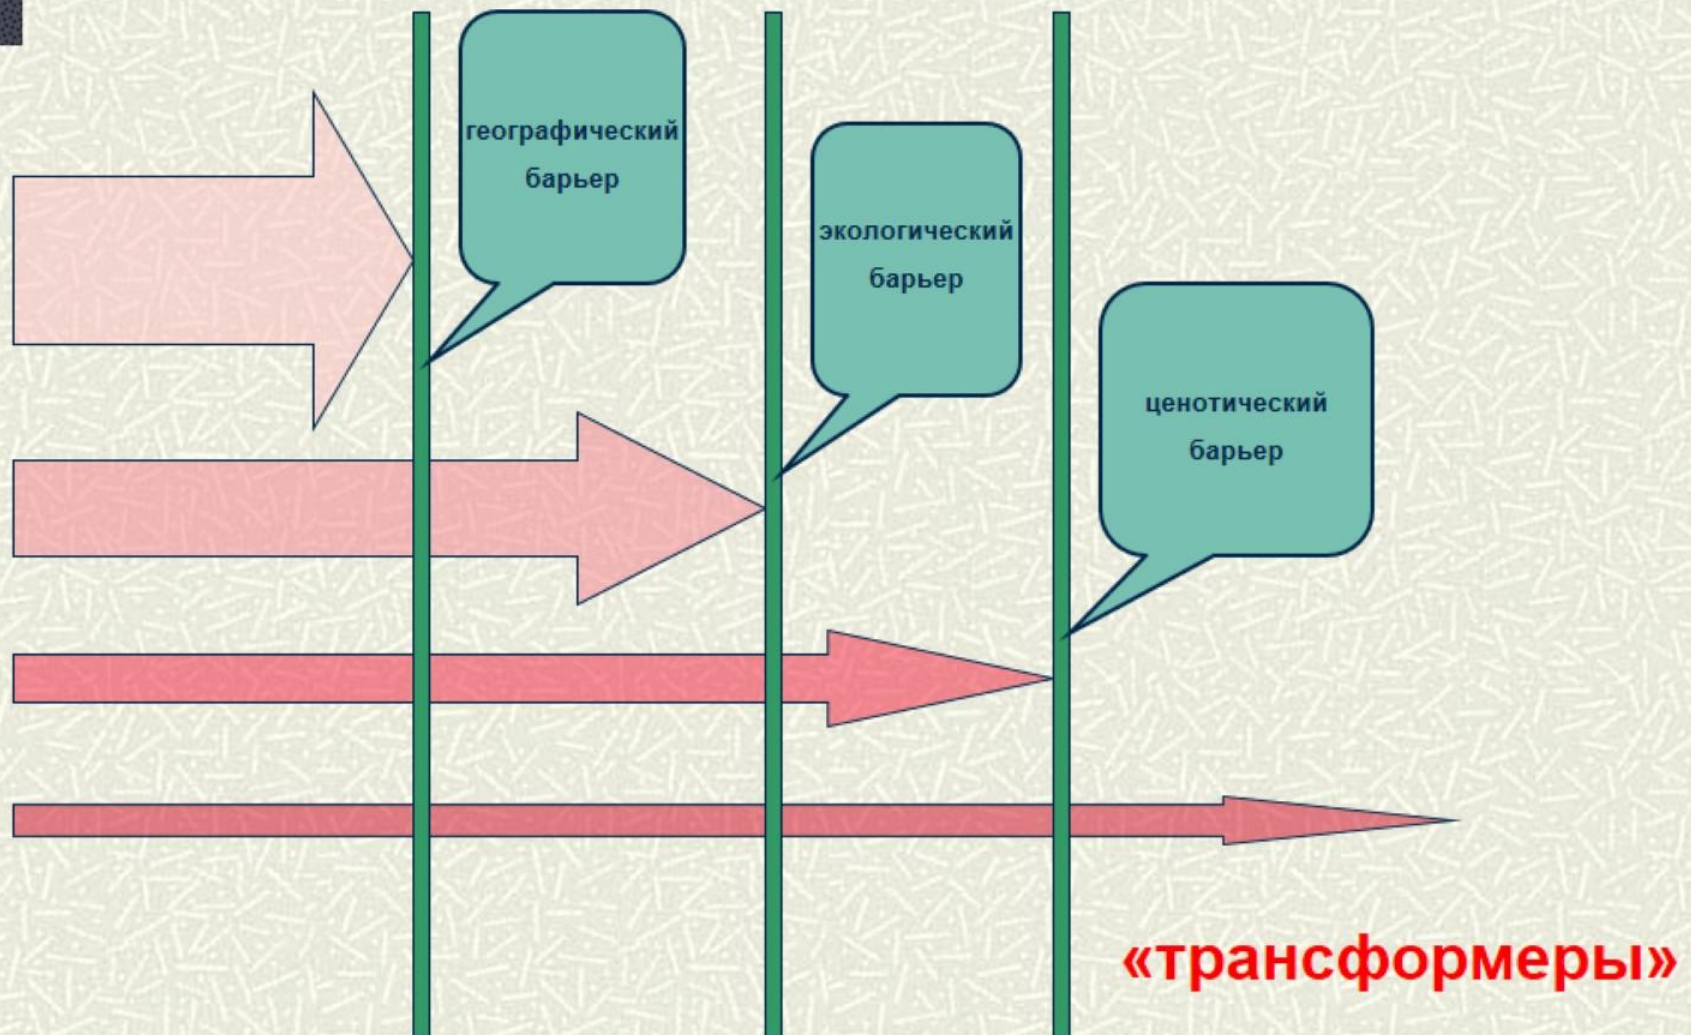 географический
барьер
экологический
барьер
ценотический
барьер
«трансформеры»